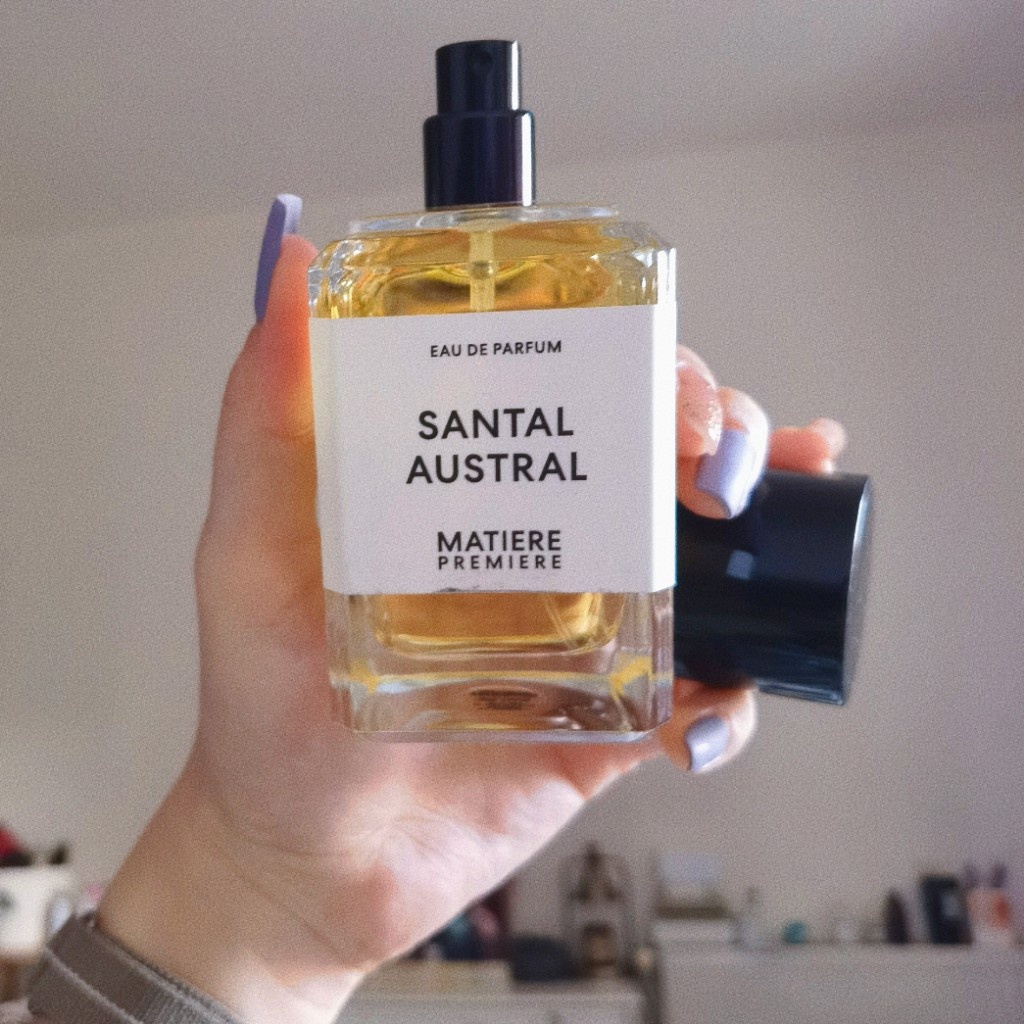 EAU DE PARFUM
SANTAL
AUSTRAL
MATIERE
PREMIERE